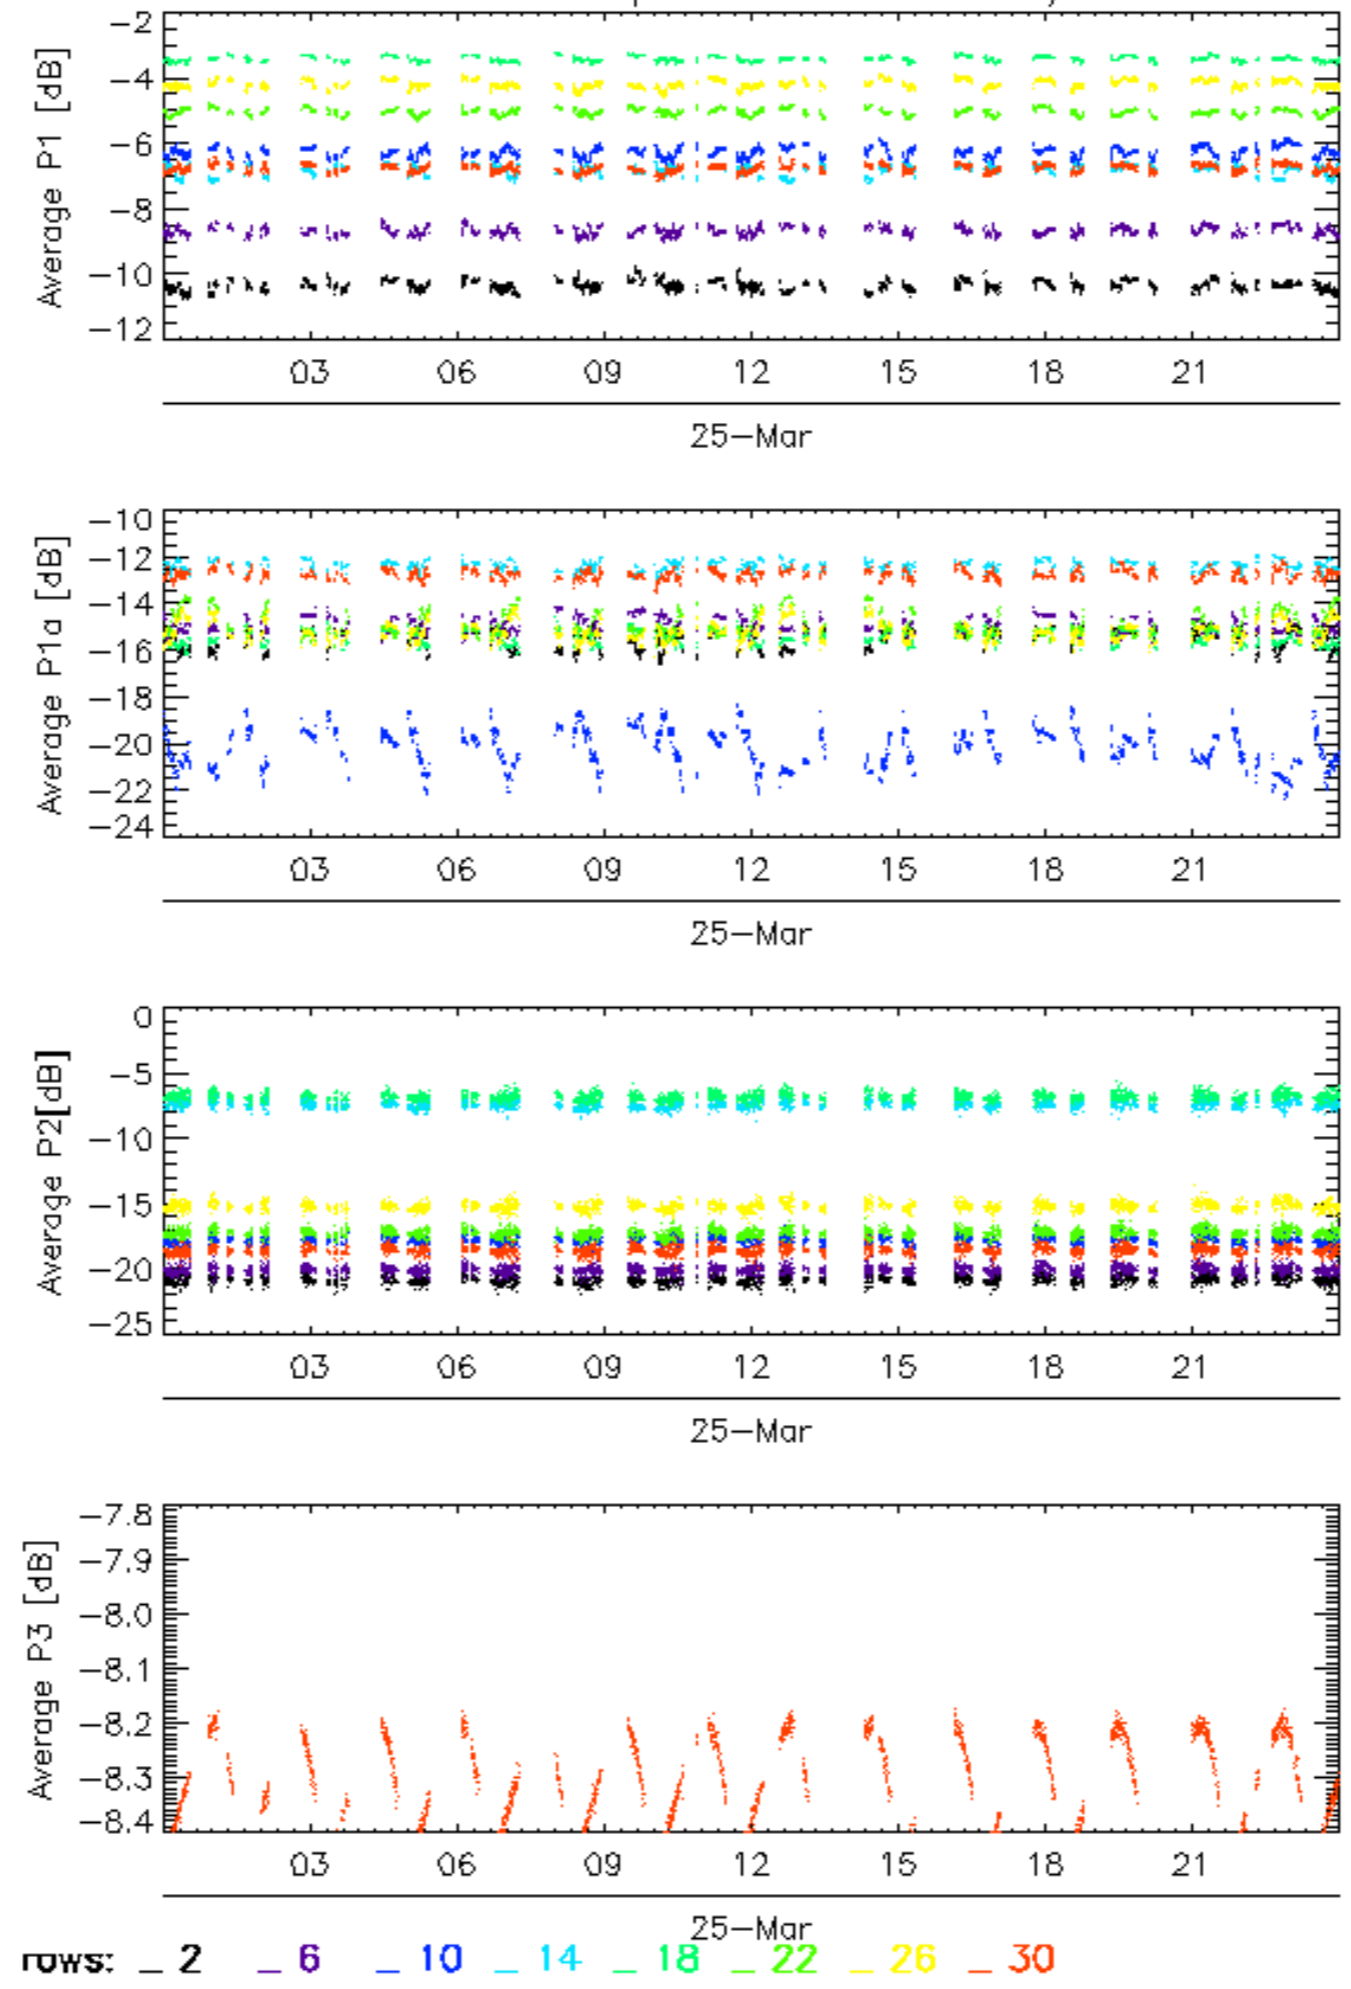 Average P1 [dB]
-2
-4
-6
-8
-10
-12
03 06 09 12 15 18 21
25-Mar
Average P1a [dB]
-10
-12
-14
-16
-18
-20
-22
-24
03 06 09 12 15 18 21
25-Mar
Average P2[dB]
0
-5
-10
-15
-20
-25
03 06 09 12 15 18 21
25-Mar
Average P3 [dB]
-7.8
-7.9
-8.0
-8.1
-8.2
-8.3
-8.4
03 06 09 12 15 18 21
25-Mar
rows: _ 2 _ 6 _ 10 _ 14 _ 18 _ 22 _ 26 _ 30